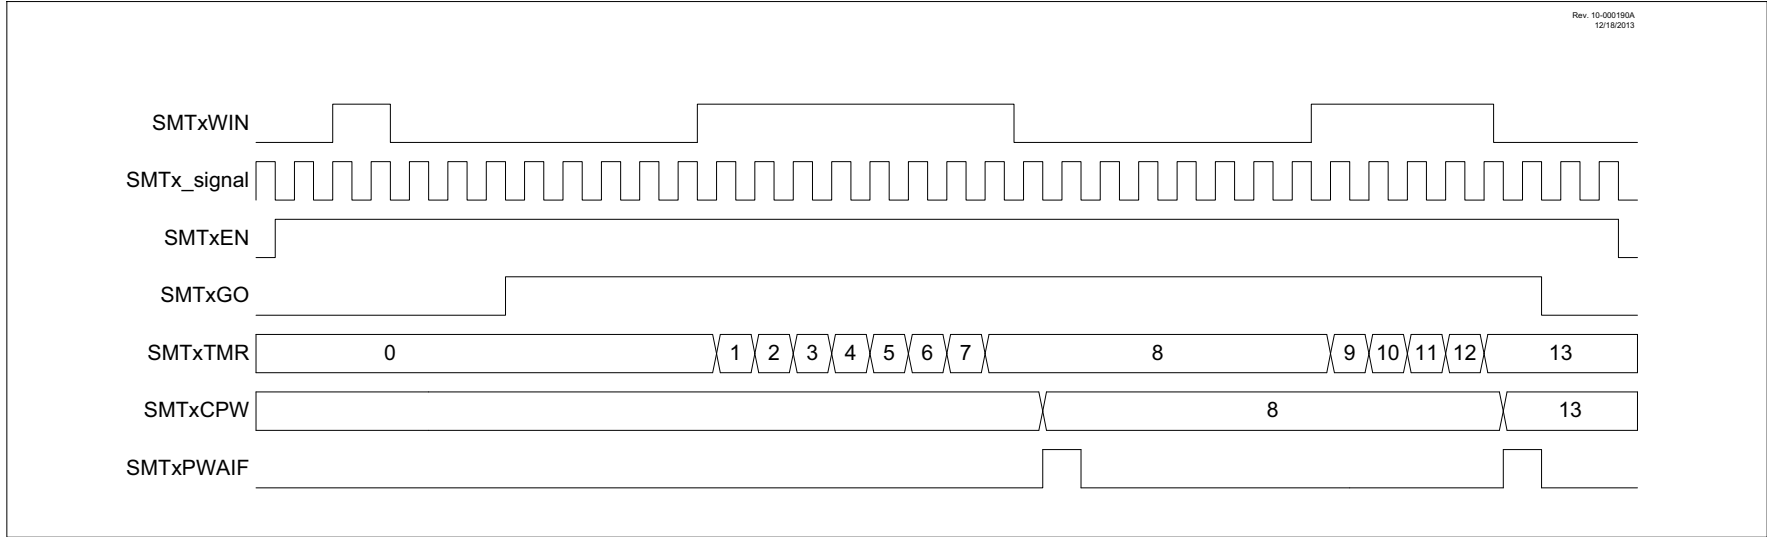 Rev. 10-000190A
12/18/2013
SMTxWIN
SMTx_signal
SMTxEN
SMTxGO
SMTxTMR 0 1 2 3 4 5 6 7 8 9 10 11 12 13
SMTxCPW 8 13
SMTxPWAIF